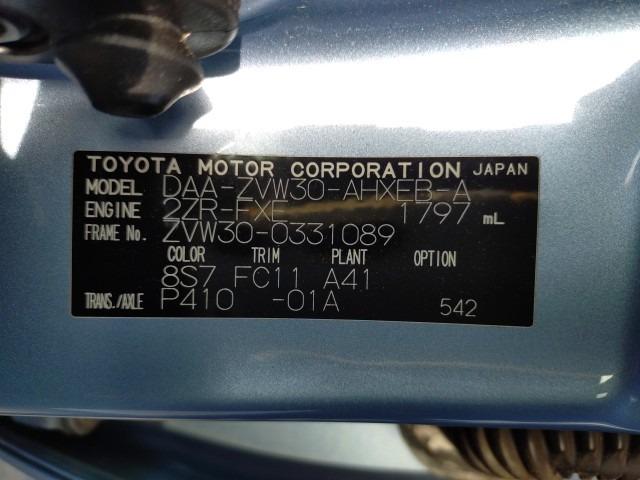 TOYOTA MOTOR CORPORATION JAPAN
MODEL DAA-ZVW30-AHXEB-A
ENGINE 2ZR-FXE 1797 mL
FRAME No. ZVW30-0331089
COLOR TRIM PLANT OPTION
8S7 FC11 A41
TRANS./AXLE P410 -01A 542